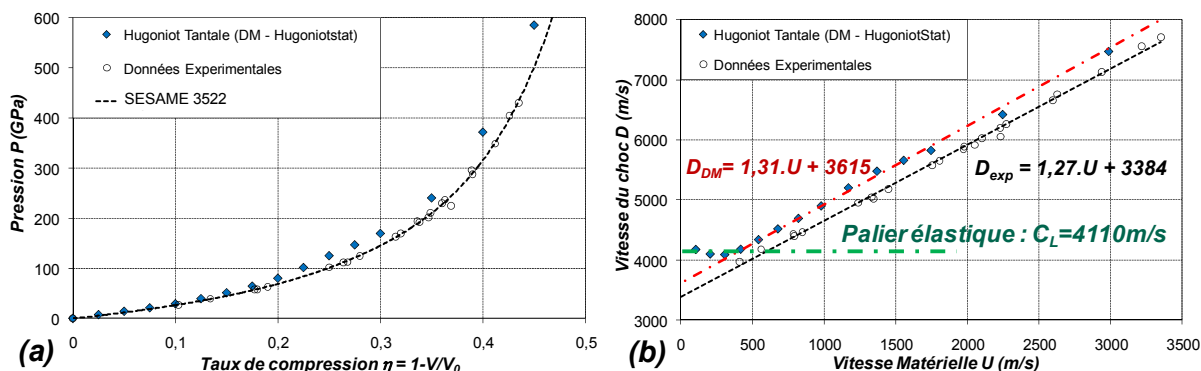 600
500
400
300
200
100
0
Pression P (GPa)
Hugoniot Tantale (DM - Hugoniotstat)
Données Experimentales
SESAME 3522
0
0,1
0,2
0,3
0,4
0,5
(a)
Taux de compression η = 1-V/V₀
8000
7000
6000
5000
4000
3000
Vitesse du choc D (m/s)
Hugoniot Tantale (DM - HugoniotStat)
Données Experimentales
D_DM= 1,31.U + 3615
D_exp = 1,27.U + 3384
Palier élastique : C_L=4110m/s
0
500
1000
1500
2000
2500
3000
3500
(b)
Vitesse Matérielle U (m/s)